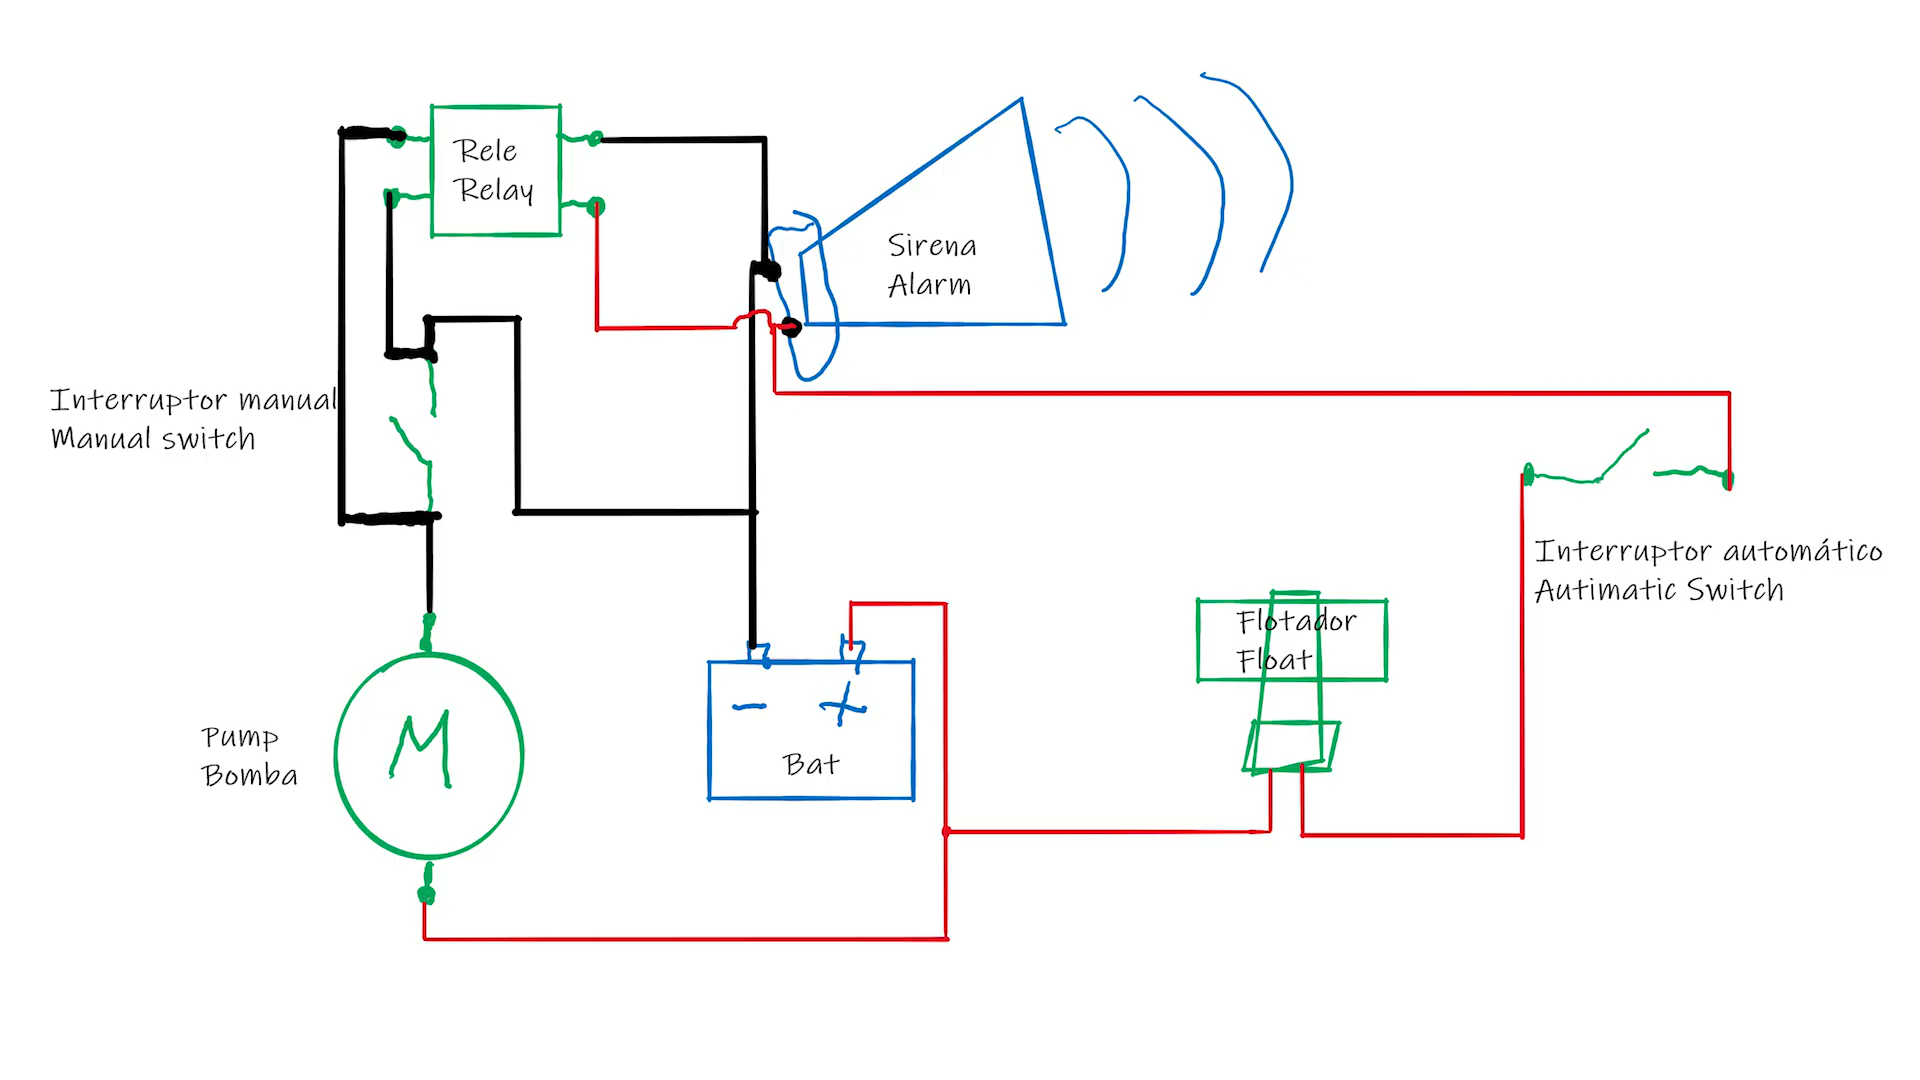 Rele
Relay
Sirena
Alarm
Interruptor manual
Manual switch
Interruptor automático
Autimatic Switch
Flotador
Float
Pump
Bomba
M
- +
Bat